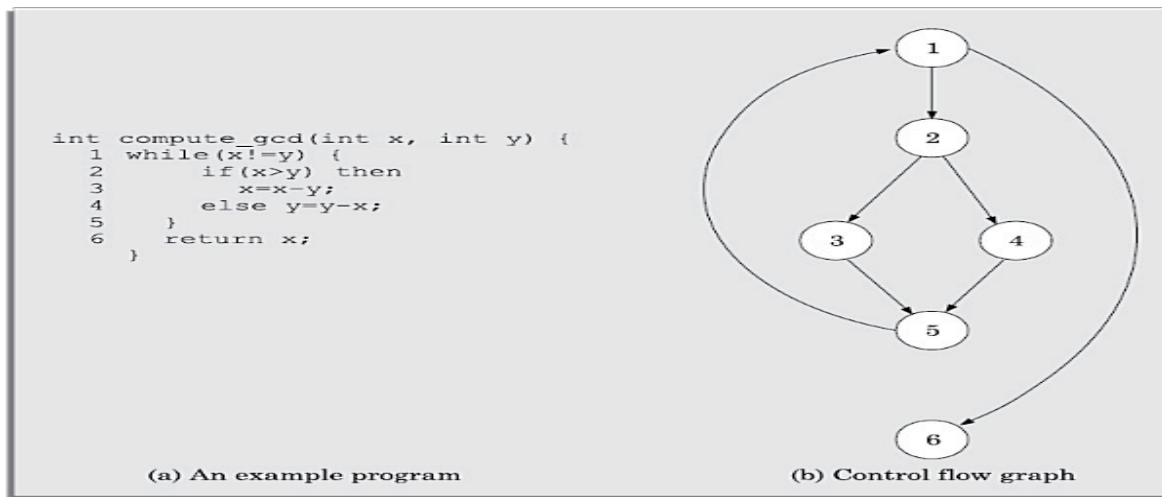 int compute_gcd(int x, int y) {
1 while(x!=y) {
2 if(x>y) then
3 x=x-y;
4 else y=y-x;
5 }
6 return x;
}
(a) An example program
1
2
3
4
5
6
(b) Control flow graph